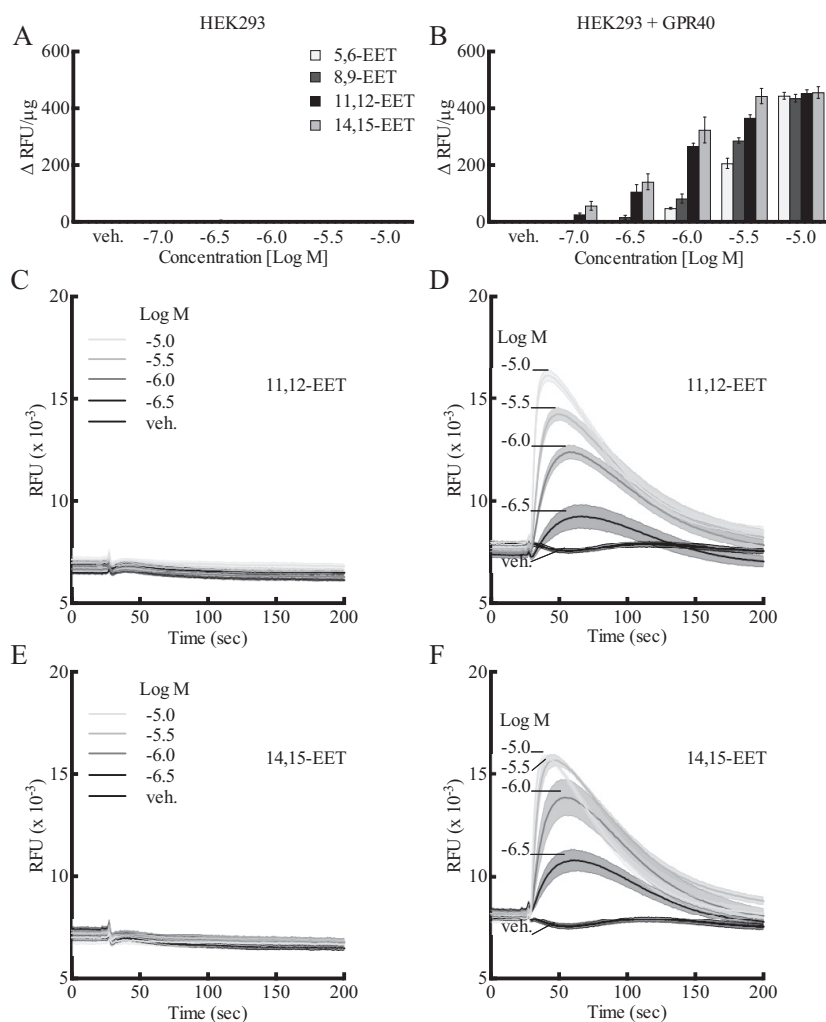 HEK293
HEK293 + GPR40
A
600
400
200
0
Δ RFU/µg
5,6-EET
8,9-EET
11,12-EET
14,15-EET
veh. -7.0 -6.5 -6.0 -5.5 -5.0
Concentration [Log M]
B
600
400
200
0
Δ RFU/µg
veh. -7.0 -6.5 -6.0 -5.5 -5.0
Concentration [Log M]
C
20
15
10
5
RFU (x 10⁻³)
Log M
-5.0
-5.5
-6.0
-6.5
veh.
11,12-EET
0 50 100 150 200
Time (sec)
D
20
15
10
5
RFU (x 10⁻³)
Log M
-5.0
-5.5
-6.0
-6.5
veh.
11,12-EET
0 50 100 150 200
Time (sec)
E
20
15
10
5
RFU (x 10⁻³)
Log M
-5.0
-5.5
-6.0
-6.5
veh.
14,15-EET
0 50 100 150 200
Time (sec)
F
20
15
10
5
RFU (x 10⁻³)
Log M
-5.0
-5.5
-6.0
-6.5
veh.
14,15-EET
0 50 100 150 200
Time (sec)